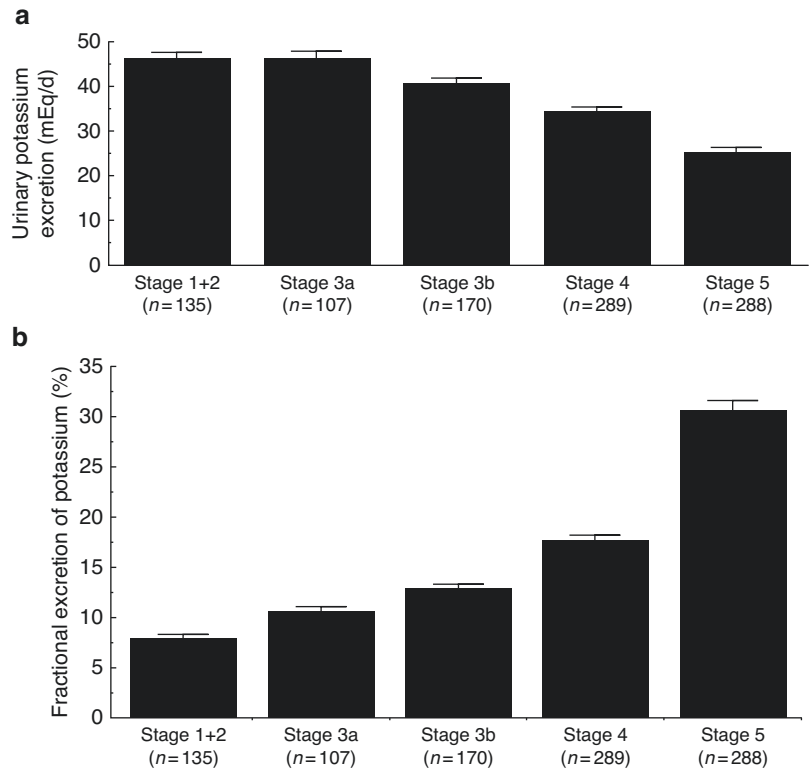 a
Urinary potassium
excretion (mEq/d)
50
40
30
20
10
0
Stage 1+2
(n=135)
Stage 3a
(n=107)
Stage 3b
(n=170)
Stage 4
(n=289)
Stage 5
(n=288)
b
Fractional excretion of potassium (%)
35
30
25
20
15
10
5
0
Stage 1+2
(n=135)
Stage 3a
(n=107)
Stage 3b
(n=170)
Stage 4
(n=289)
Stage 5
(n=288)